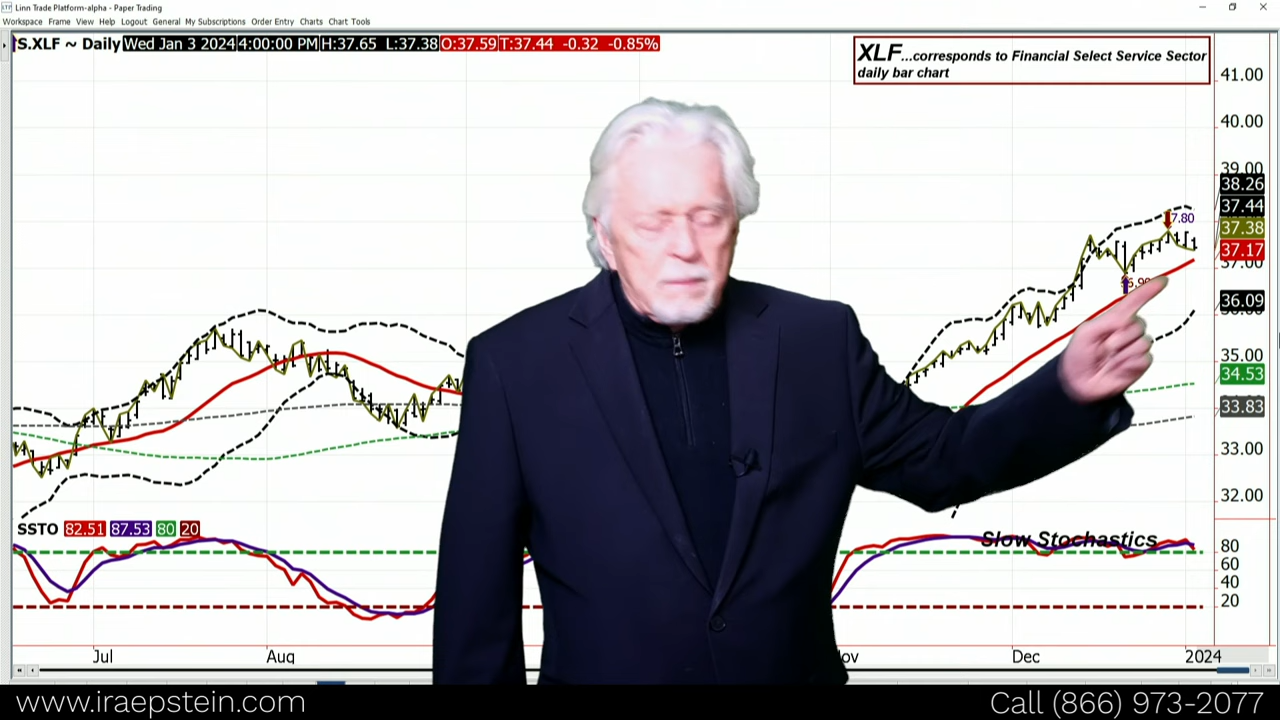 Linn Trade Platform-alpha - Paper Trading
Workspace Frame View Help Logout General My Subscriptions Order Entry Charts Chart Tools
S.XLF ~ Daily Wed Jan 3 2024 4:00:00 PM H:37.65 L:37.38 O:37.59 T:37.44 -0.32 -0.85%
XLF...corresponds to Financial Select Service Sector
daily bar chart
41.00
40.00
39.00
38.26
37.44
37.38
37.17
37.00
36.09
35.00
34.53
33.83
33.00
32.00
SSTO 82.51 87.53 80 20
Slow Stochastics
80
60
40
20
Jul Aug Dec 2024
www.iraepstein.com
Call (866) 973-2077